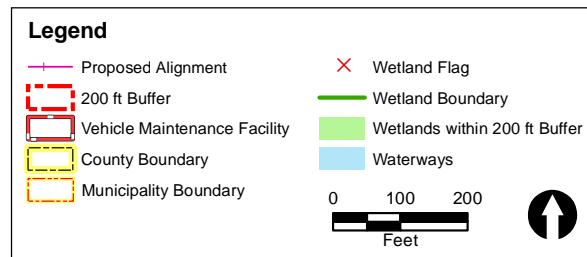 Legend
Proposed Alignment
200 ft Buffer
Vehicle Maintenance Facility
County Boundary
Municipality Boundary
Wetland Flag
Wetland Boundary
Wetlands within 200 ft Buffer
Waterways
0 100 200
Feet